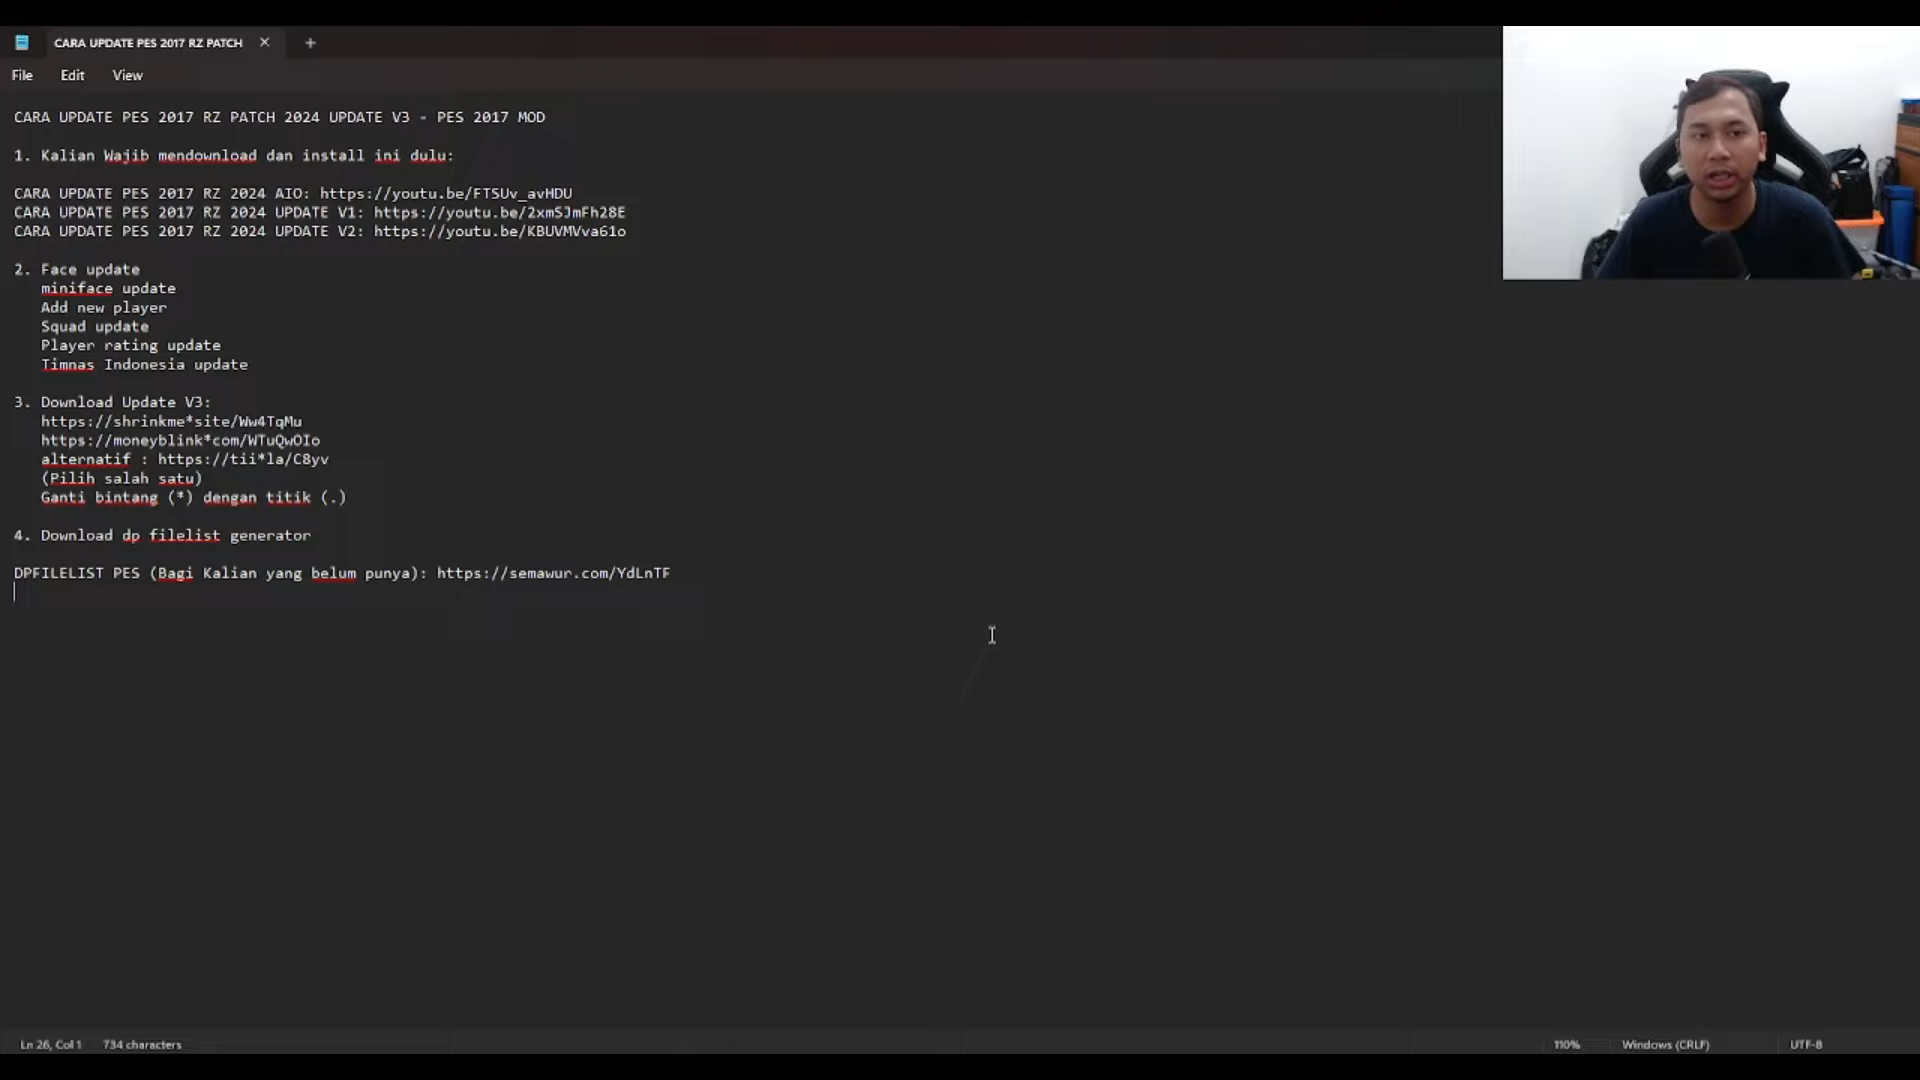 CARA UPDATE PES 2017 RZ PATCH
File Edit View
CARA UPDATE PES 2017 RZ PATCH 2024 UPDATE V3 - PES 2017 MOD
1. Kalian Wajib mendownload dan install ini dulu:
CARA UPDATE PES 2017 RZ 2024 AIO: https://youtu.be/FTSUv_avHDU
CARA UPDATE PES 2017 RZ 2024 UPDATE V1: https://youtu.be/2xmSJmFh28E
CARA UPDATE PES 2017 RZ 2024 UPDATE V2: https://youtu.be/KBUVMVva61o
2. Face update
miniface update
Add new player
Squad update
Player rating update
Timnas Indonesia update
3. Download Update V3:
https://shrinkme*site/Ww4TqMu
https://moneyblink*com/WTuQwOIo
alternatif : https://tii*la/C8yv
(Pilih salah satu)
Ganti bintang (*) dengan titik (.)
4. Download dp filelist generator
DPFILELIST PES (Bagi Kalian yang belum punya): https://semawur.com/YdLnTF
Ln 26, Col 1 734 characters 110% Windows (CRLF) UTF-8